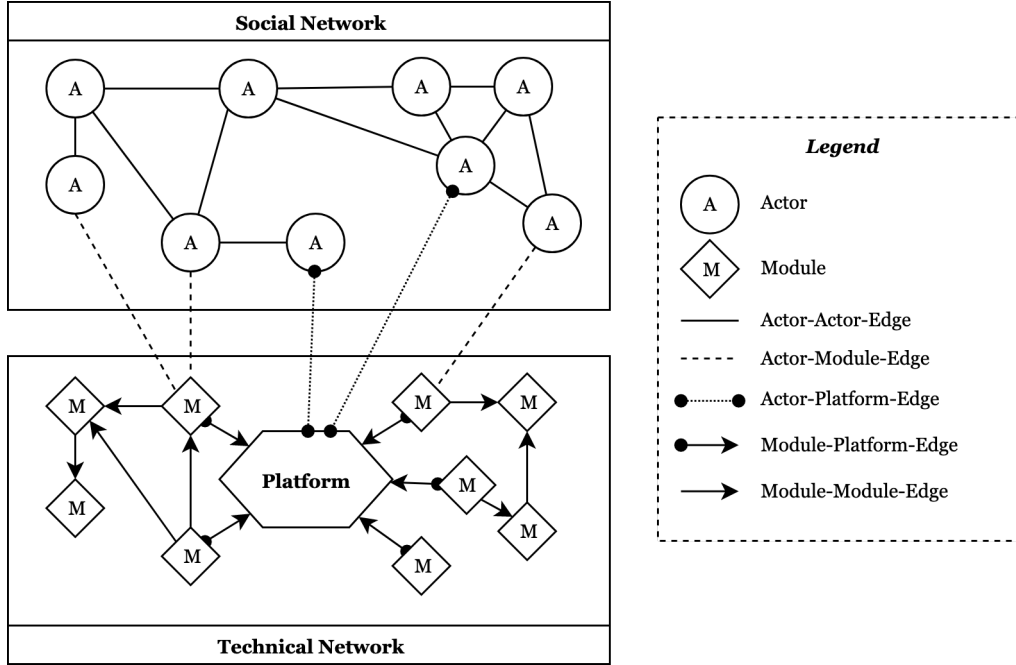 Social Network
A
A
A
A
A
A
A
A
A
M
M
M
M
Platform
M
M
M
M
M
Technical Network
Legend
A Actor
M Module
Actor-Actor-Edge
Actor-Module-Edge
Actor-Platform-Edge
Module-Platform-Edge
Module-Module-Edge